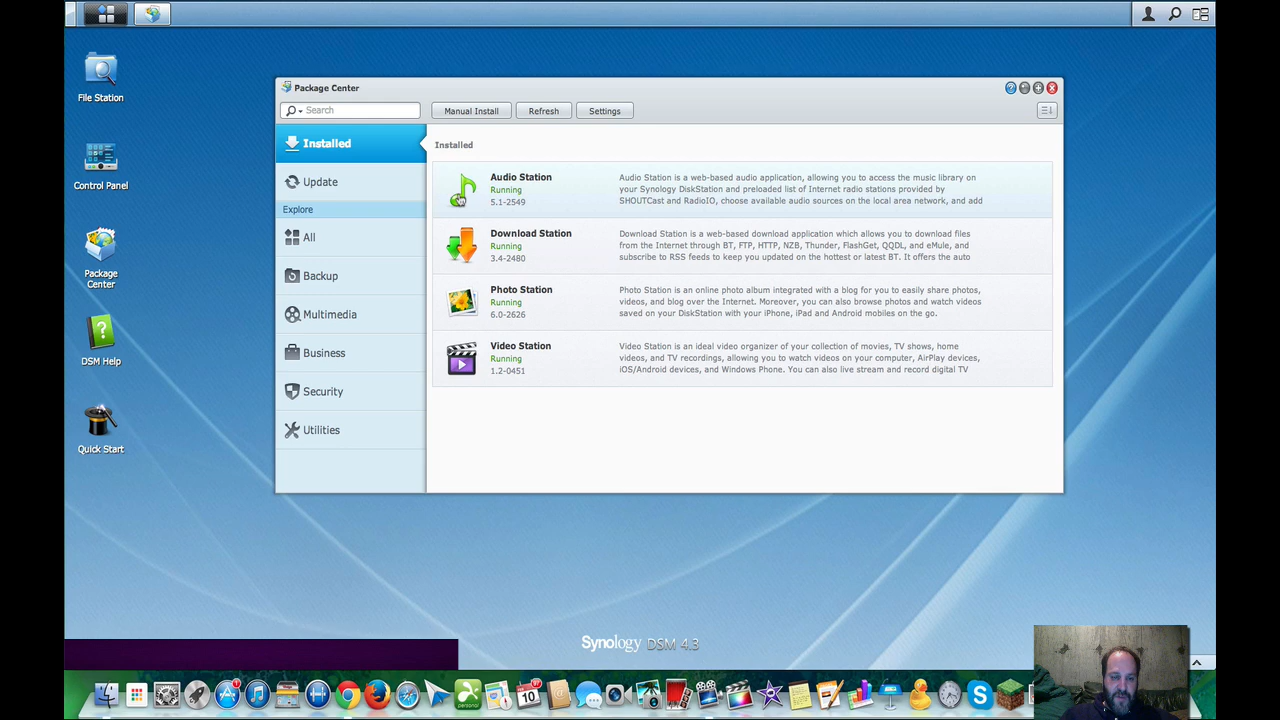 File Station
Control Panel
Package
Center
DSM Help
Quick Start
Package Center
Search
Manual Install
Refresh
Settings
Installed
Update
Explore
All
Backup
Multimedia
Business
Security
Utilities
Installed
Audio Station
Running
5.1-2549
Audio Station is a web-based audio application, allowing you to access the music library on
your Synology DiskStation and preloaded list of Internet radio stations provided by
SHOUTCast and RadioIO, choose available audio sources on the local area network, and add
Download Station
Running
3.4-2480
Download Station is a web-based download application which allows you to download files
from the Internet through BT, FTP, HTTP, NZB, Thunder, FlashGet, QQDL, and eMule, and
subscribe to RSS feeds to keep you updated on the hottest or latest BT. It offers the auto
Photo Station
Running
6.0-2626
Photo Station is an online photo album integrated with a blog for you to easily share photos,
videos, and blog over the Internet. Moreover, you can also browse photos and watch videos
saved on your DiskStation with your iPhone, iPad and Android mobiles on the go.
Video Station
Running
1.2-0451
Video Station is an ideal video organizer of your collection of movies, TV shows, home
videos, and TV recordings, allowing you to watch videos on your computer, AirPlay devices,
iOS/Android devices, and Windows Phone. You can also live stream and record digital TV
Synology DSM 4.3
personal
10